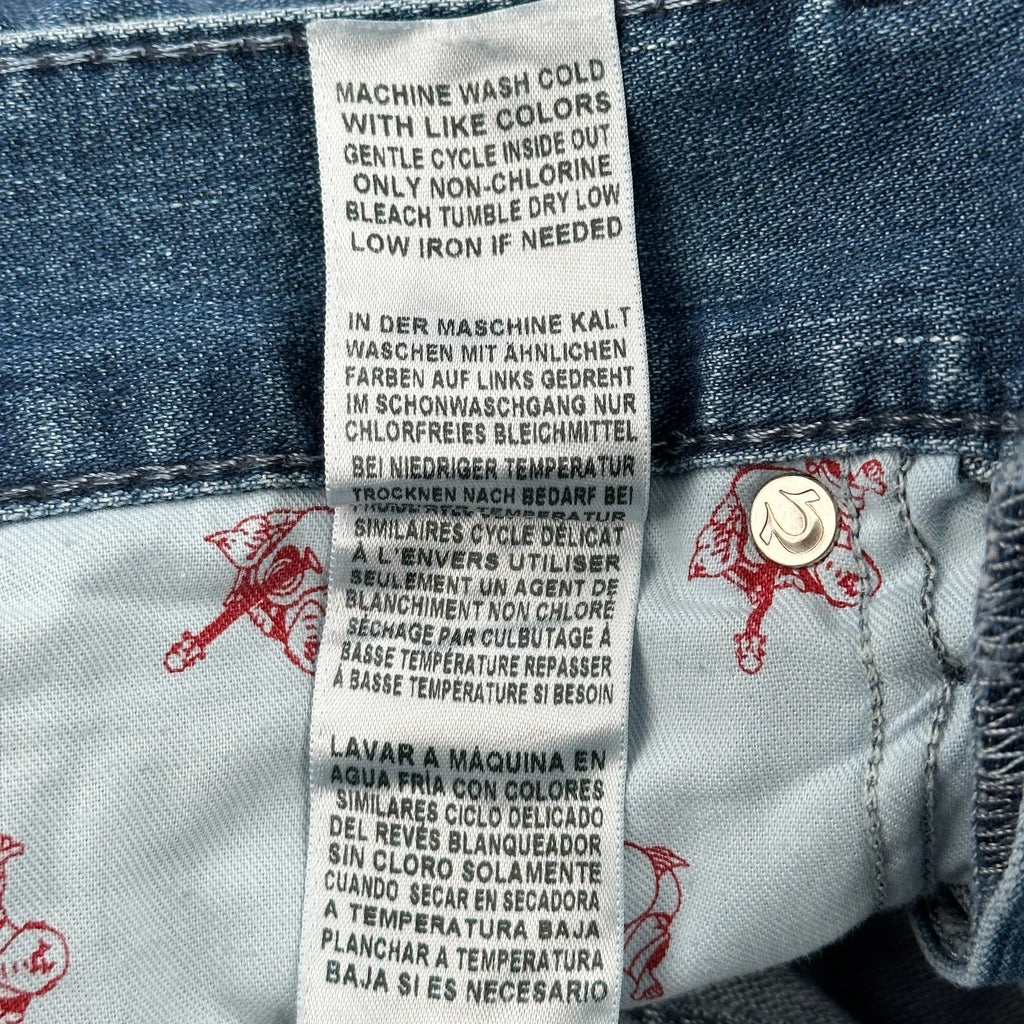 MACHINE WASH COLD
WITH LIKE COLORS
GENTLE CYCLE INSIDE OUT
ONLY NON-CHLORINE
BLEACH TUMBLE DRY LOW
LOW IRON IF NEEDED
IN DER MASCHINE KALT
WASCHEN MIT ÄHNLICHEN
FARBEN AUF LINKS GEDREHT
IM SCHONWASCHGANG NUR
CHLORFREIES BLEICHMITTEL
BEI NIEDRIGER TEMPERATUR
TROCKNEN NACH BEDARF BEI
TEMPERATUR
SIMILAIRES CYCLE DÉLICAT
À L'ENVERS UTILISER
SEULEMENT UN AGENT DE
BLANCHIMENT NON CHLORÉ
SÉCHAGE PAR CULBUTAGE À
BASSE TEMPÉRATURE REPASSER
À BASSE TEMPERATURE SI BESOIN
LAVAR A MÁQUINA EN
AGUA FRÍA CON COLORES
SIMILARES CICLO DELICADO
DEL REVÉS BLANQUEADOR
SIN CLORO SOLAMENTE
CUANDO SECAR EN SECADORA
A TEMPERATURA BAJA
PLANCHAR A TEMPERATURA
BAJA SI ES NECESARIO